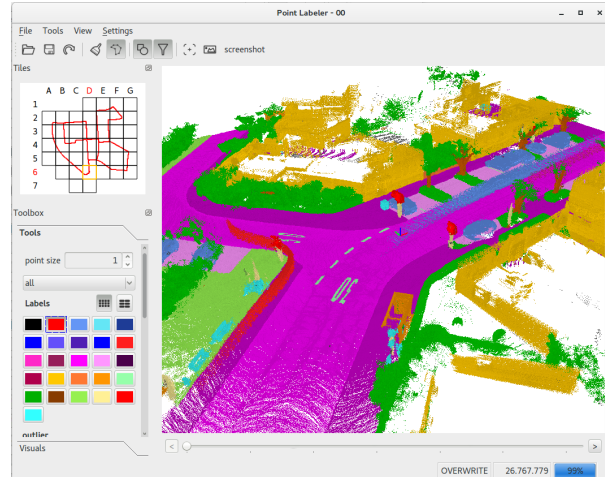 Point Labeler - 00
File Tools View Settings
screenshot
Tiles
A B C D E F G
1
2
3
4
5
6
7
Toolbox
Tools
point size 1
all
Labels
outlier
Visuals
< >
OVERWRITE 26.767.779 99%